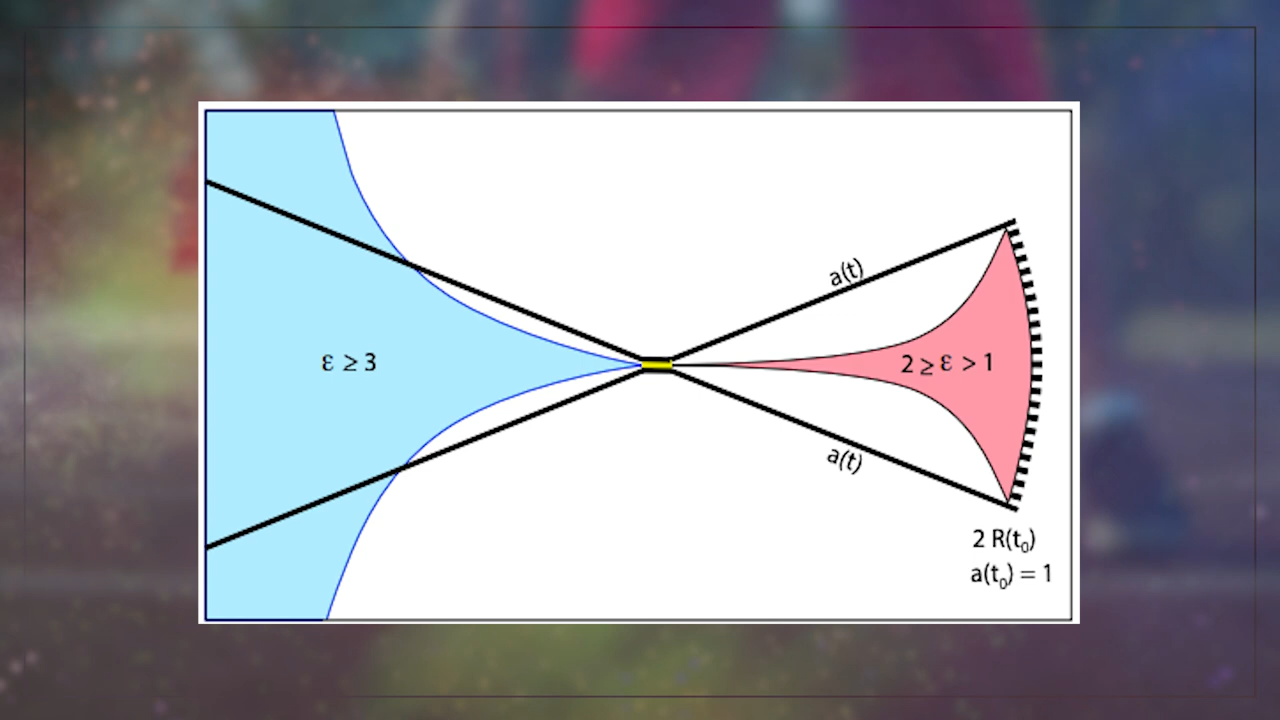 a(t)
ε ≥ 3
2 ≥ ε > 1
a(t)
2 R(t₀)
a(t₀) = 1